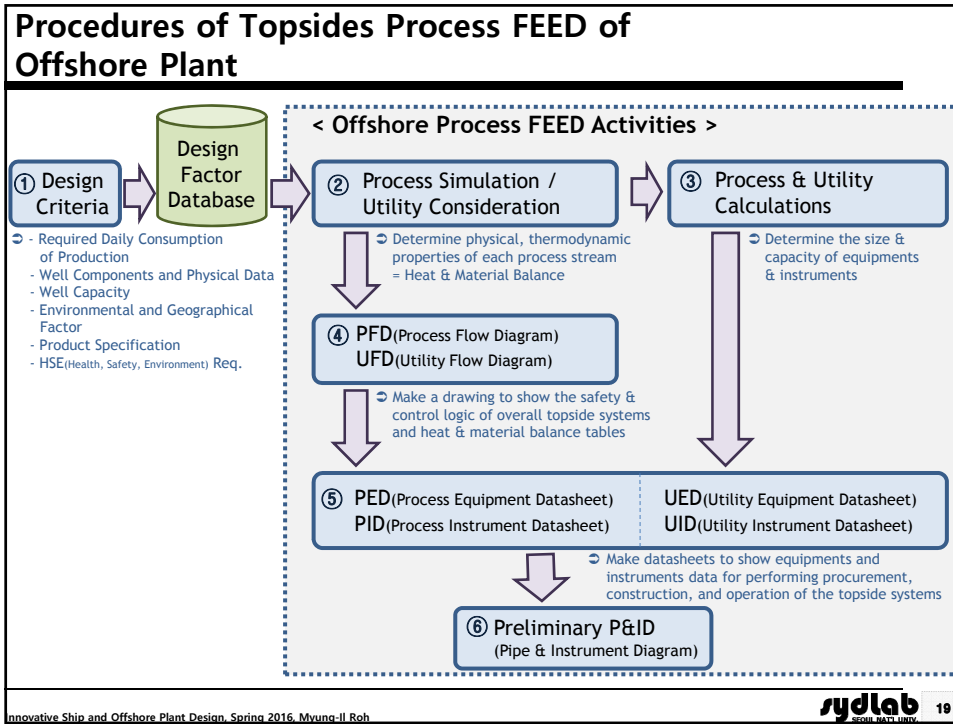 Procedures of Topsides Process FEED of
Offshore Plant
< Offshore Process FEED Activities >
① Design
Criteria
Design
Factor
Database
② Process Simulation /
Utility Consideration
③ Process & Utility
Calculations
➲ - Required Daily Consumption
of Production
- Well Components and Physical Data
- Well Capacity
- Environmental and Geographical
Factor
- Product Specification
- HSE(Health, Safety, Environment) Req.
➲ Determine physical, thermodynamic
properties of each process stream
= Heat & Material Balance
➲ Determine the size &
capacity of equipments
& instruments
④ PFD(Process Flow Diagram)
UFD(Utility Flow Diagram)
➲ Make a drawing to show the safety &
control logic of overall topside systems
and heat & material balance tables
⑤ PED(Process Equipment Datasheet)
PID(Process Instrument Datasheet)
UED(Utility Equipment Datasheet)
UID(Utility Instrument Datasheet)
➲ Make datasheets to show equipments and
instruments data for performing procurement,
construction, and operation of the topside systems
⑥ Preliminary P&ID
(Pipe & Instrument Diagram)
nnovative Ship and Offshore Plant Design, Spring 2016, Myung-Il Roh
sydlab
SEOUL NAT'L UNIV.
19